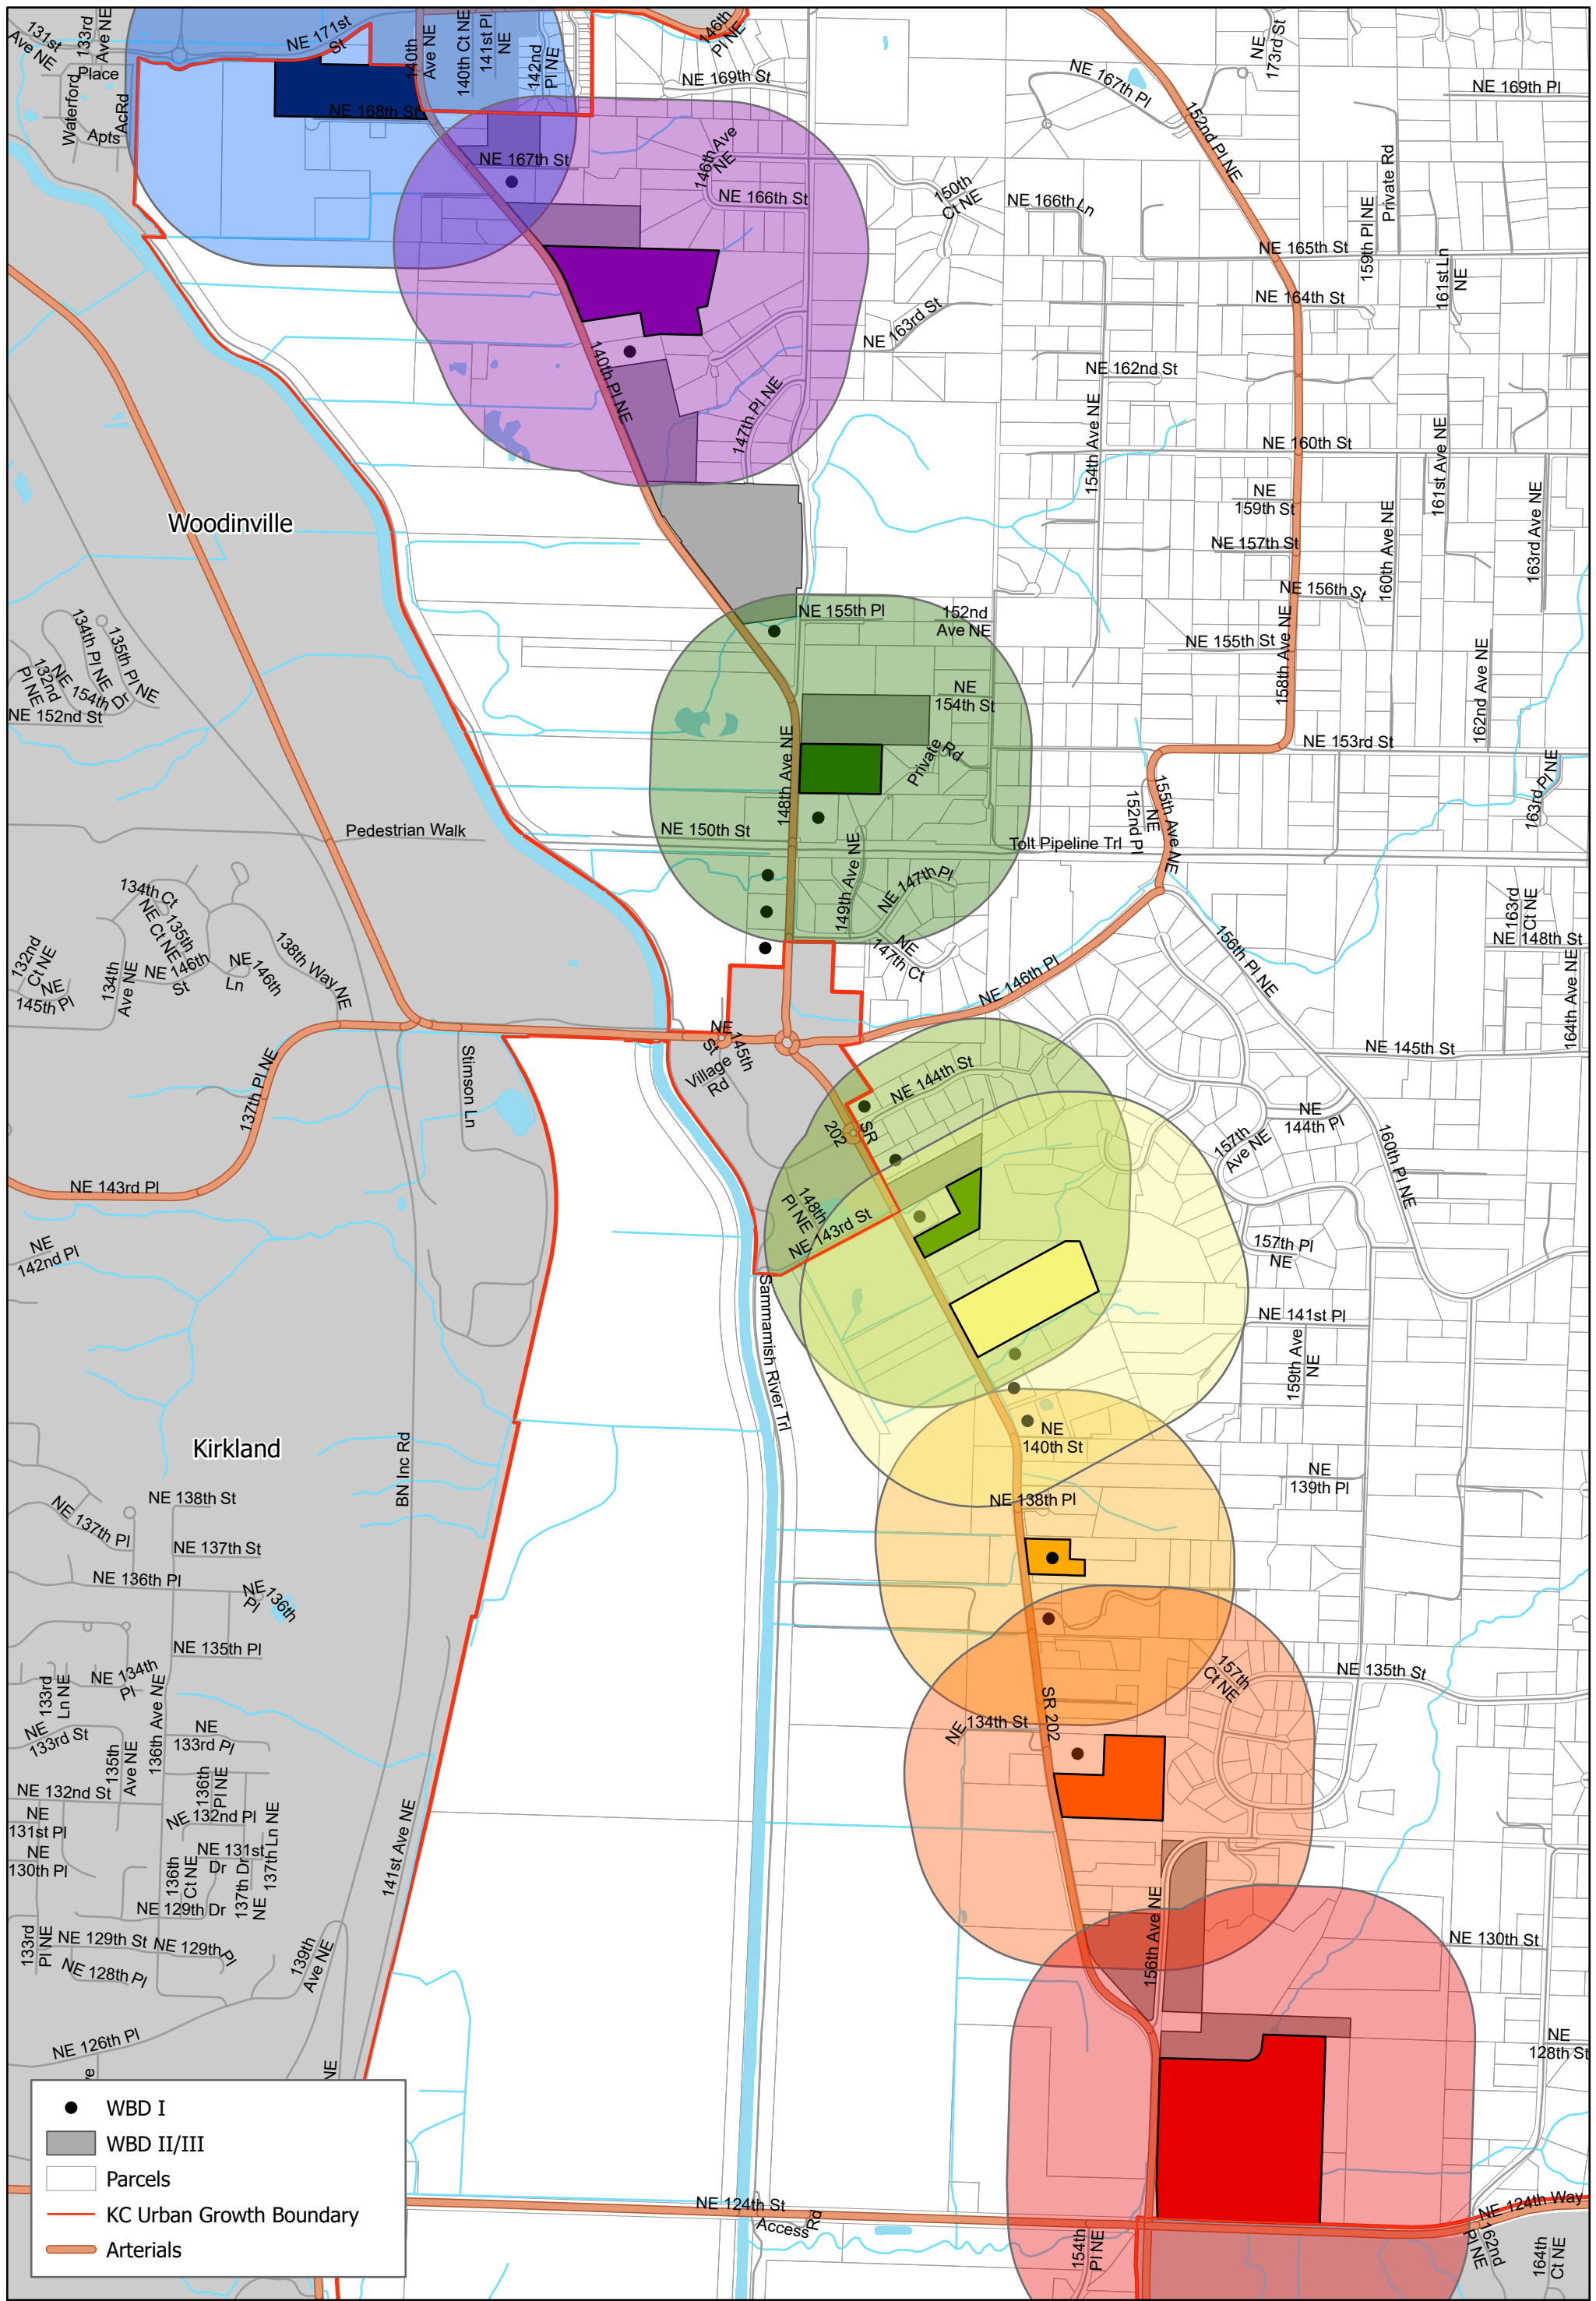 131st
Ave NE
133rd
Ave NE
NE 171st
St
140th
Ave NE
140th Ct NE
141st Pl
NE
142nd
Pl NE
146th
Pl NE
NE
173rd St
Place
Waterford
AcRd
Apts
NE 168th St
NE 169th St
NE 167th Pl
152nd Pl NE
NE 169th Pl
NE 167th St
146th Ave
NE
NE 166th St
150th
Ct NE
NE 166th Ln
Private Rd
159th Pl NE
NE 165th St
161st Ln
NE
NE 164th St
NE 163rd St
140th Pl NE
147th Pl NE
NE 162nd St
154th Ave NE
NE 160th St
161st Ave NE
Woodinville
NE
159th St
NE 157th St
160th Ave NE
163rd Ave NE
NE 156th St
NE 155th Pl
152nd
Ave NE
NE 155th St
158th Ave NE
162nd Ave NE
134th Pl NE
135th Pl NE
132nd
Pl NE
NE 154th Dr
NE 152nd St
NE
154th St
148th Ave NE
Private Rd
NE 153rd St
163rd Pl NE
155th Ave NE
152nd Pl
NE
Pedestrian Walk
NE 150th St
Tolt Pipeline Trl
149th Ave NE
NE 147th Pl
NE
147th Ct
134th Ct
NE
135th
Ct NE
132nd
Ct NE
NE
145th Pl
134th
Ave NE
NE 146th
St
NE
146th
Ln
138th Way NE
163rd
Ct NE
NE 148th St
164th Ave NE
156th Pl NE
NE 146th Pl
NE 145th St
NE
145th
St
Village
Rd
137th Pl NE
Stimson Ln
NE 144th St
SR
202
NE
144th Pl
157th
Ave NE
160th Pl NE
NE 143rd Pl
148th
Pl NE
NE 143rd St
NE
142nd Pl
157th Pl
NE
Sammamish River Trl
NE 141st Pl
159th Ave
NE
Kirkland
BN Inc Rd
NE
140th St
NE
139th Pl
NE 138th Pl
NE 138th St
NE 137th Pl
NE 137th St
NE 136th Pl
NE 136th
Pl
NE 135th Pl
NE 134th
Pl
133rd
Ln NE
136th Ave NE
NE
133rd St
NE
133rd Pl
135th
Ave NE
NE 132nd St
136th
Pl NE
NE 132nd Pl
NE
131st Pl
NE
130th Pl
NE 131st
Dr
136th
Ct NE
137th Dr
NE
137th Ln NE
NE 129th Dr
133rd
Pl NE
NE 129th St
NE 129th Pl
NE 128th Pl
139th
Ave NE
141st Ave NE
NE 126th Pl
ve
NE
157th
Ct NE
NE 135th St
SR 202
NE 134th St
156th Ave NE
NE 130th St
NE
128th St
WBD I
WBD II/III
Parcels
KC Urban Growth Boundary
Arterials
NE 124th St
Access Rd
154th
Pl NE
NE 124th Way
162nd
Pl NE
164th
Ct NE